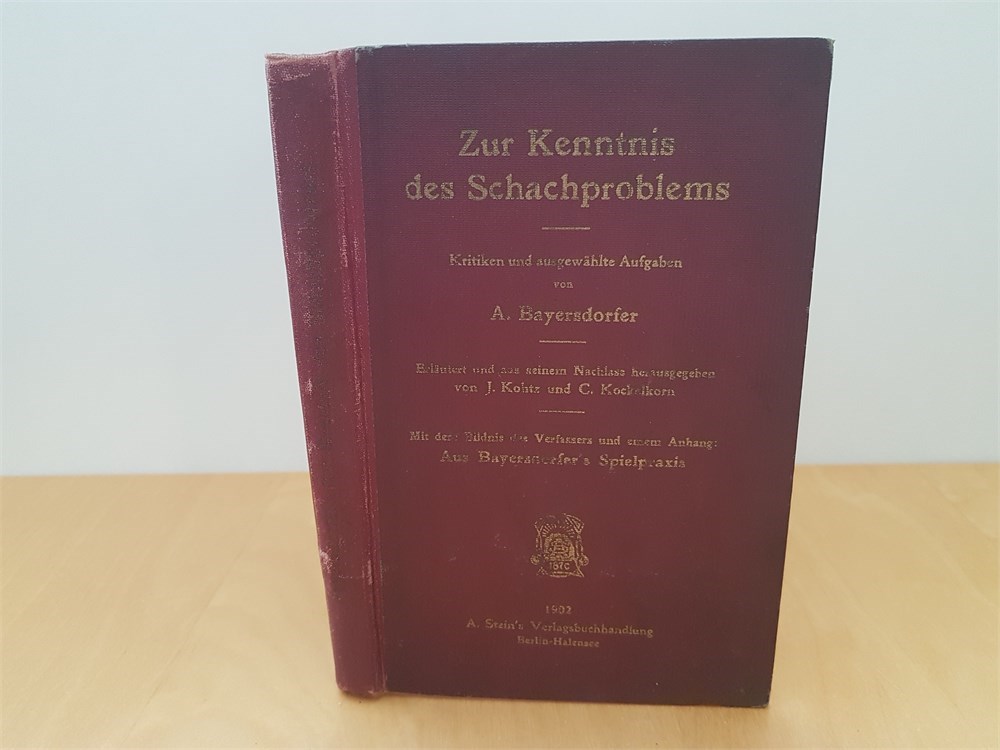 Zur Kenntnis
des Schachproblems
Kritiken und ausgewählte Aufgaben
von
A. Bayersdorfer
Erläutert und aus seinem Nachlass herausgegeben
von J. Kohtz und C. Kockelkorn
Mit dem Bildnis des Verfassers und einem Anhang:
Aus Bayersdorfer's Spielpraxis
1870
1902
A. Stein's Verlagsbuchhandlung
Berlin-Halensee